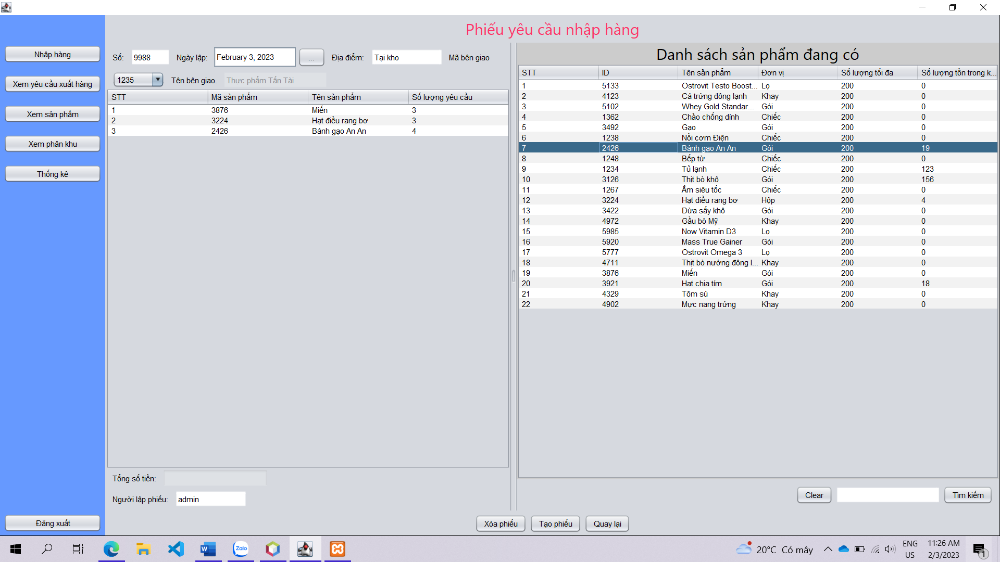 Phiếu yêu cầu nhập hàng
Nhập hàng
Xem yêu cầu xuất hàng
Xem sản phẩm
Xem phân khu
Thống kê
Đăng xuất
Số: 9988 Ngày lập: February 3, 2023 ... Địa điểm: Tại kho Mã bên giao
1235 Tên bên giao. Thực phẩm Tấn Tài
STT Mã sản phẩm Tên sản phẩm Số lượng yêu cầu
1 3876 Miến 3
2 3224 Hạt điều rang bơ 3
3 2426 Bánh gạo An An 4
Tổng số tiền:
Người lập phiếu: admin
Danh sách sản phẩm đang có
STT ID Tên sản phẩm Đơn vị Số lượng tối đa Số lượng tồn trong k...
1 5133 Ostrovit Testo Boost... Lọ 200 0
2 4123 Cá trứng đông lạnh Khay 200 0
3 5102 Whey Gold Standar... Gói 200 0
4 1362 Chảo chống dính Chiếc 200 0
5 3492 Gạo Gói 200 0
6 1238 Nồi cơm Điện Chiếc 200 0
7 2426 Bánh gạo An An Gói 200 19
8 1248 Bếp từ Chiếc 200 0
9 1234 Tủ lạnh Chiếc 200 123
10 3126 Thịt bò khô Gói 200 156
11 1267 Ấm siêu tốc Chiếc 200 0
12 3224 Hạt điều rang bơ Hộp 200 4
13 3422 Dừa sấy khô Gói 200 0
14 4972 Gầu bò Mỹ Khay 200 0
15 5985 Now Vitamin D3 Lọ 200 0
16 5920 Mass True Gainer Gói 200 0
17 5777 Ostrovit Omega 3 Lọ 200 0
18 4711 Thịt bò nướng đông l... Khay 200 0
19 3876 Miến Gói 200 0
20 3921 Hạt chia tím Gói 200 18
21 4329 Tôm sú Khay 200 0
22 4902 Mực nang trứng Khay 200 0
Clear Tìm kiếm
Xóa phiếu Tạo phiếu Quay lại
Zalo
20°C Có mây
ENG
US
11:26 AM
2/3/2023
1